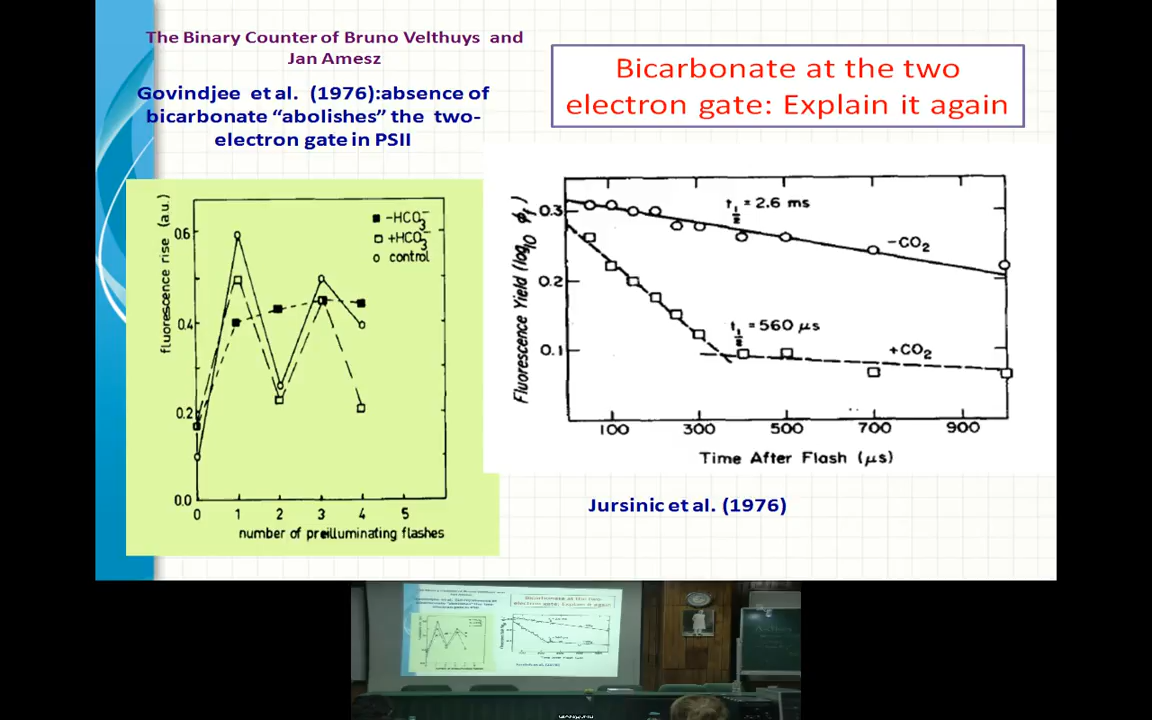 The Binary Counter of Bruno Velthuys and
Jan Amesz
Govindjee et al. (1976):absence of
bicarbonate “abolishes” the two-
electron gate in PSII
Bicarbonate at the two
electron gate: Explain it again
fluorescence rise (a.u.)
0.6
0.4
0.2
0.0
-HCO₃⁻
+HCO₃⁻
control
0 1 2 3 4 5
number of preilluminating flashes
Fluorescence Yield (log₁₀ ϕf)
0.3
0.2
0.1
t½ = 2.6 ms
-CO₂
t½ = 560 μs
+CO₂
100 300 500 700 900
Time After Flash (μs)
Jursinic et al. (1976)